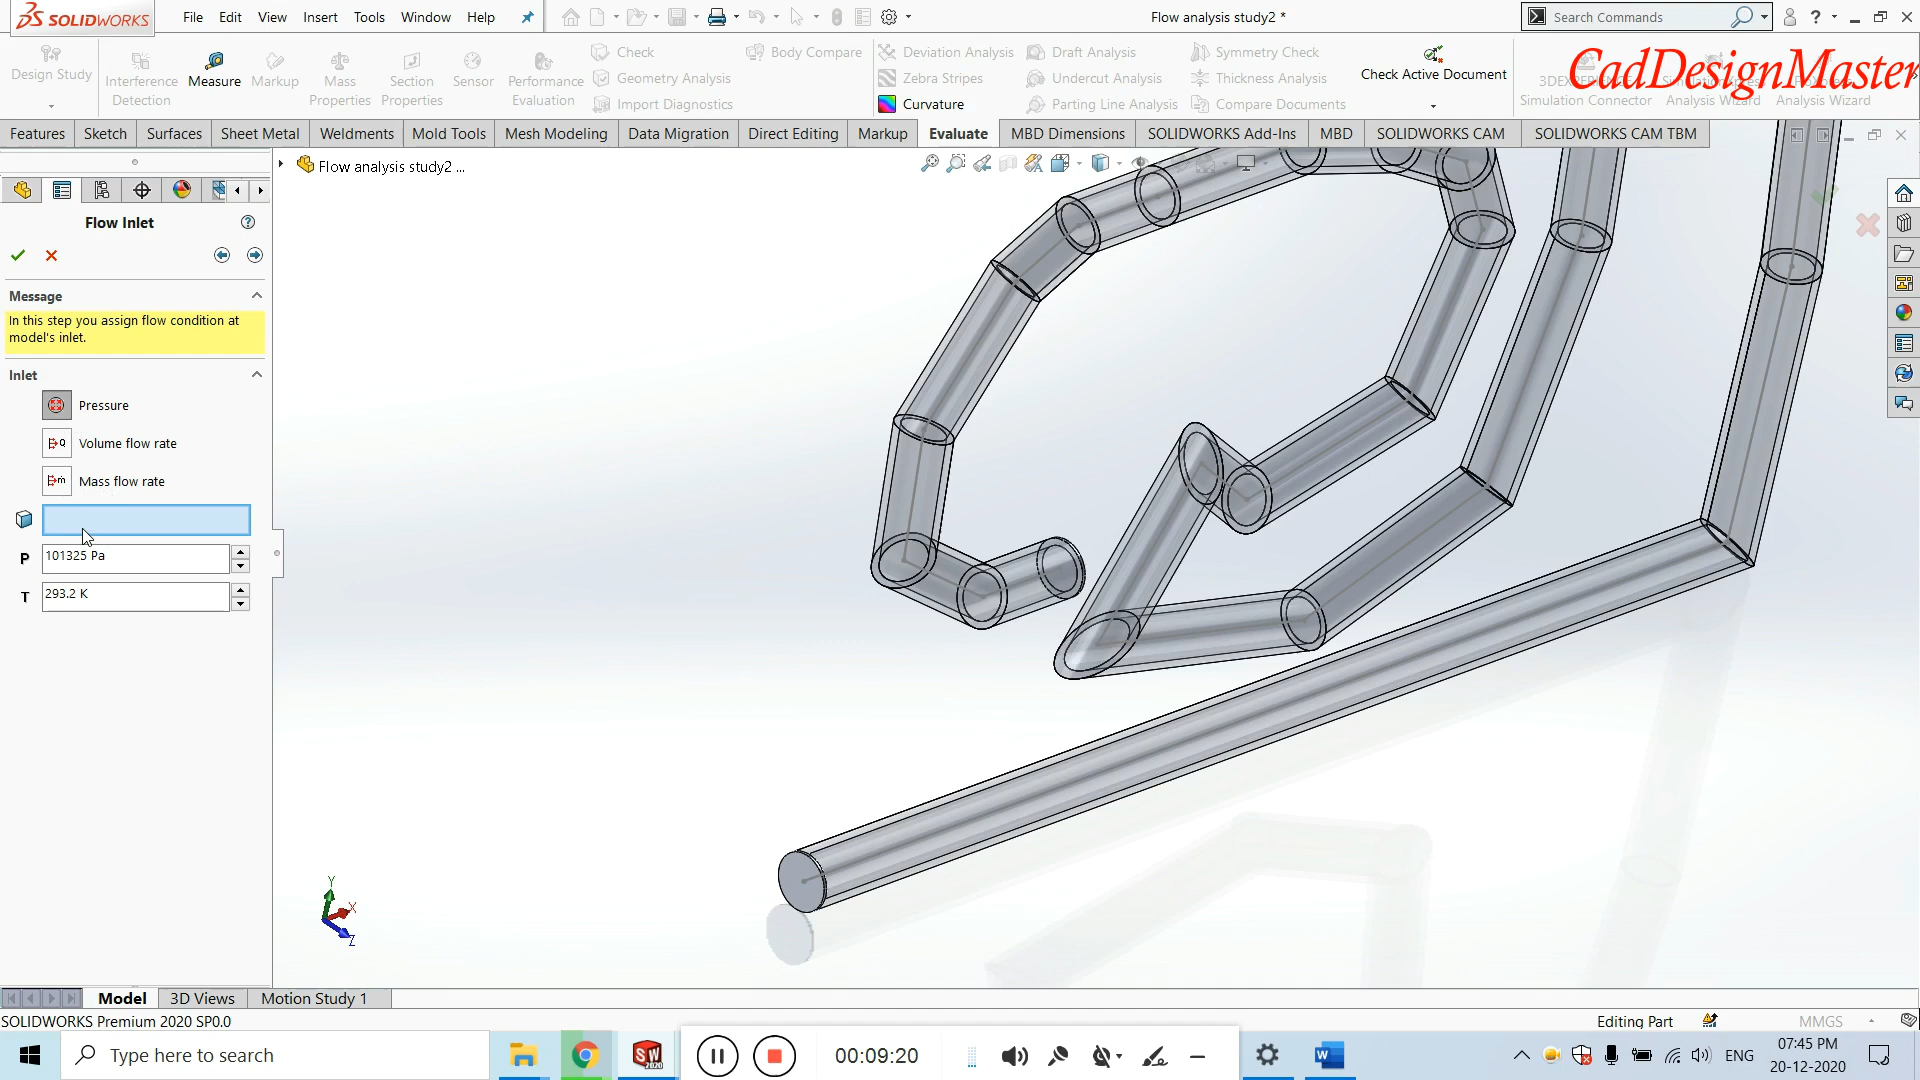 SOLIDWORKS
File Edit View Insert Tools Window Help
Flow analysis study2 *
Search Commands
Design Study
Interference Detection
Measure
Markup
Mass Properties
Section Properties
Sensor
Performance Evaluation
Check
Geometry Analysis
Import Diagnostics
Body Compare
Deviation Analysis
Zebra Stripes
Curvature
Draft Analysis
Undercut Analysis
Parting Line Analysis
Symmetry Check
Thickness Analysis
Compare Documents
Check Active Document
CadDesignMaster
Simulation Connector
Analysis Wizard
Analysis Wizard
Features Sketch Surfaces Sheet Metal Weldments Mold Tools Mesh Modeling Data Migration Direct Editing Markup Evaluate MBD Dimensions SOLIDWORKS Add-Ins MBD SOLIDWORKS CAM SOLIDWORKS CAM TBM
Flow analysis study2 ...
Flow Inlet
Message
In this step you assign flow condition at
model's inlet.
Inlet
Pressure
Volume flow rate
Mass flow rate
P 101325 Pa
T 293.2 K
Y
X
Z
Model 3D Views Motion Study 1
SOLIDWORKS Premium 2020 SP0.0
Editing Part
MMGS
Type here to search
00:09:20
ENG
07:45 PM
20-12-2020